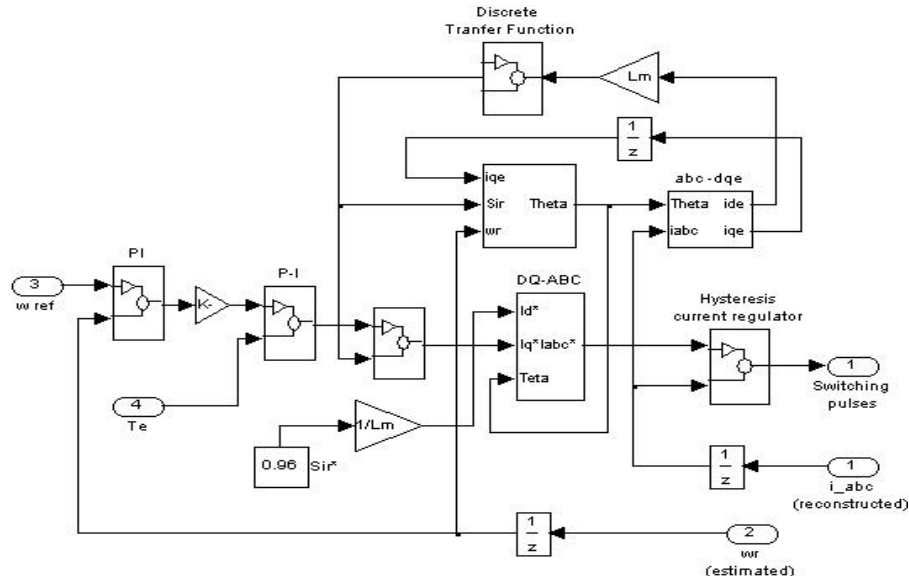 Discrete
Tranfer Function
Lm
1
z
abc-dqe
iqe
Sir
wr
Theta
Theta
iabc
ide
iqe
PI
3
w ref
K-
P-I
4
Te
DQ-ABC
Id*
Iq*
Iabc*
Teta
Hysteresis
current regulator
1
Switching
pulses
1/Lm
0.96
Sir*
1
z
1
i_abc
(reconstructed)
1
z
2
wr
(estimated)